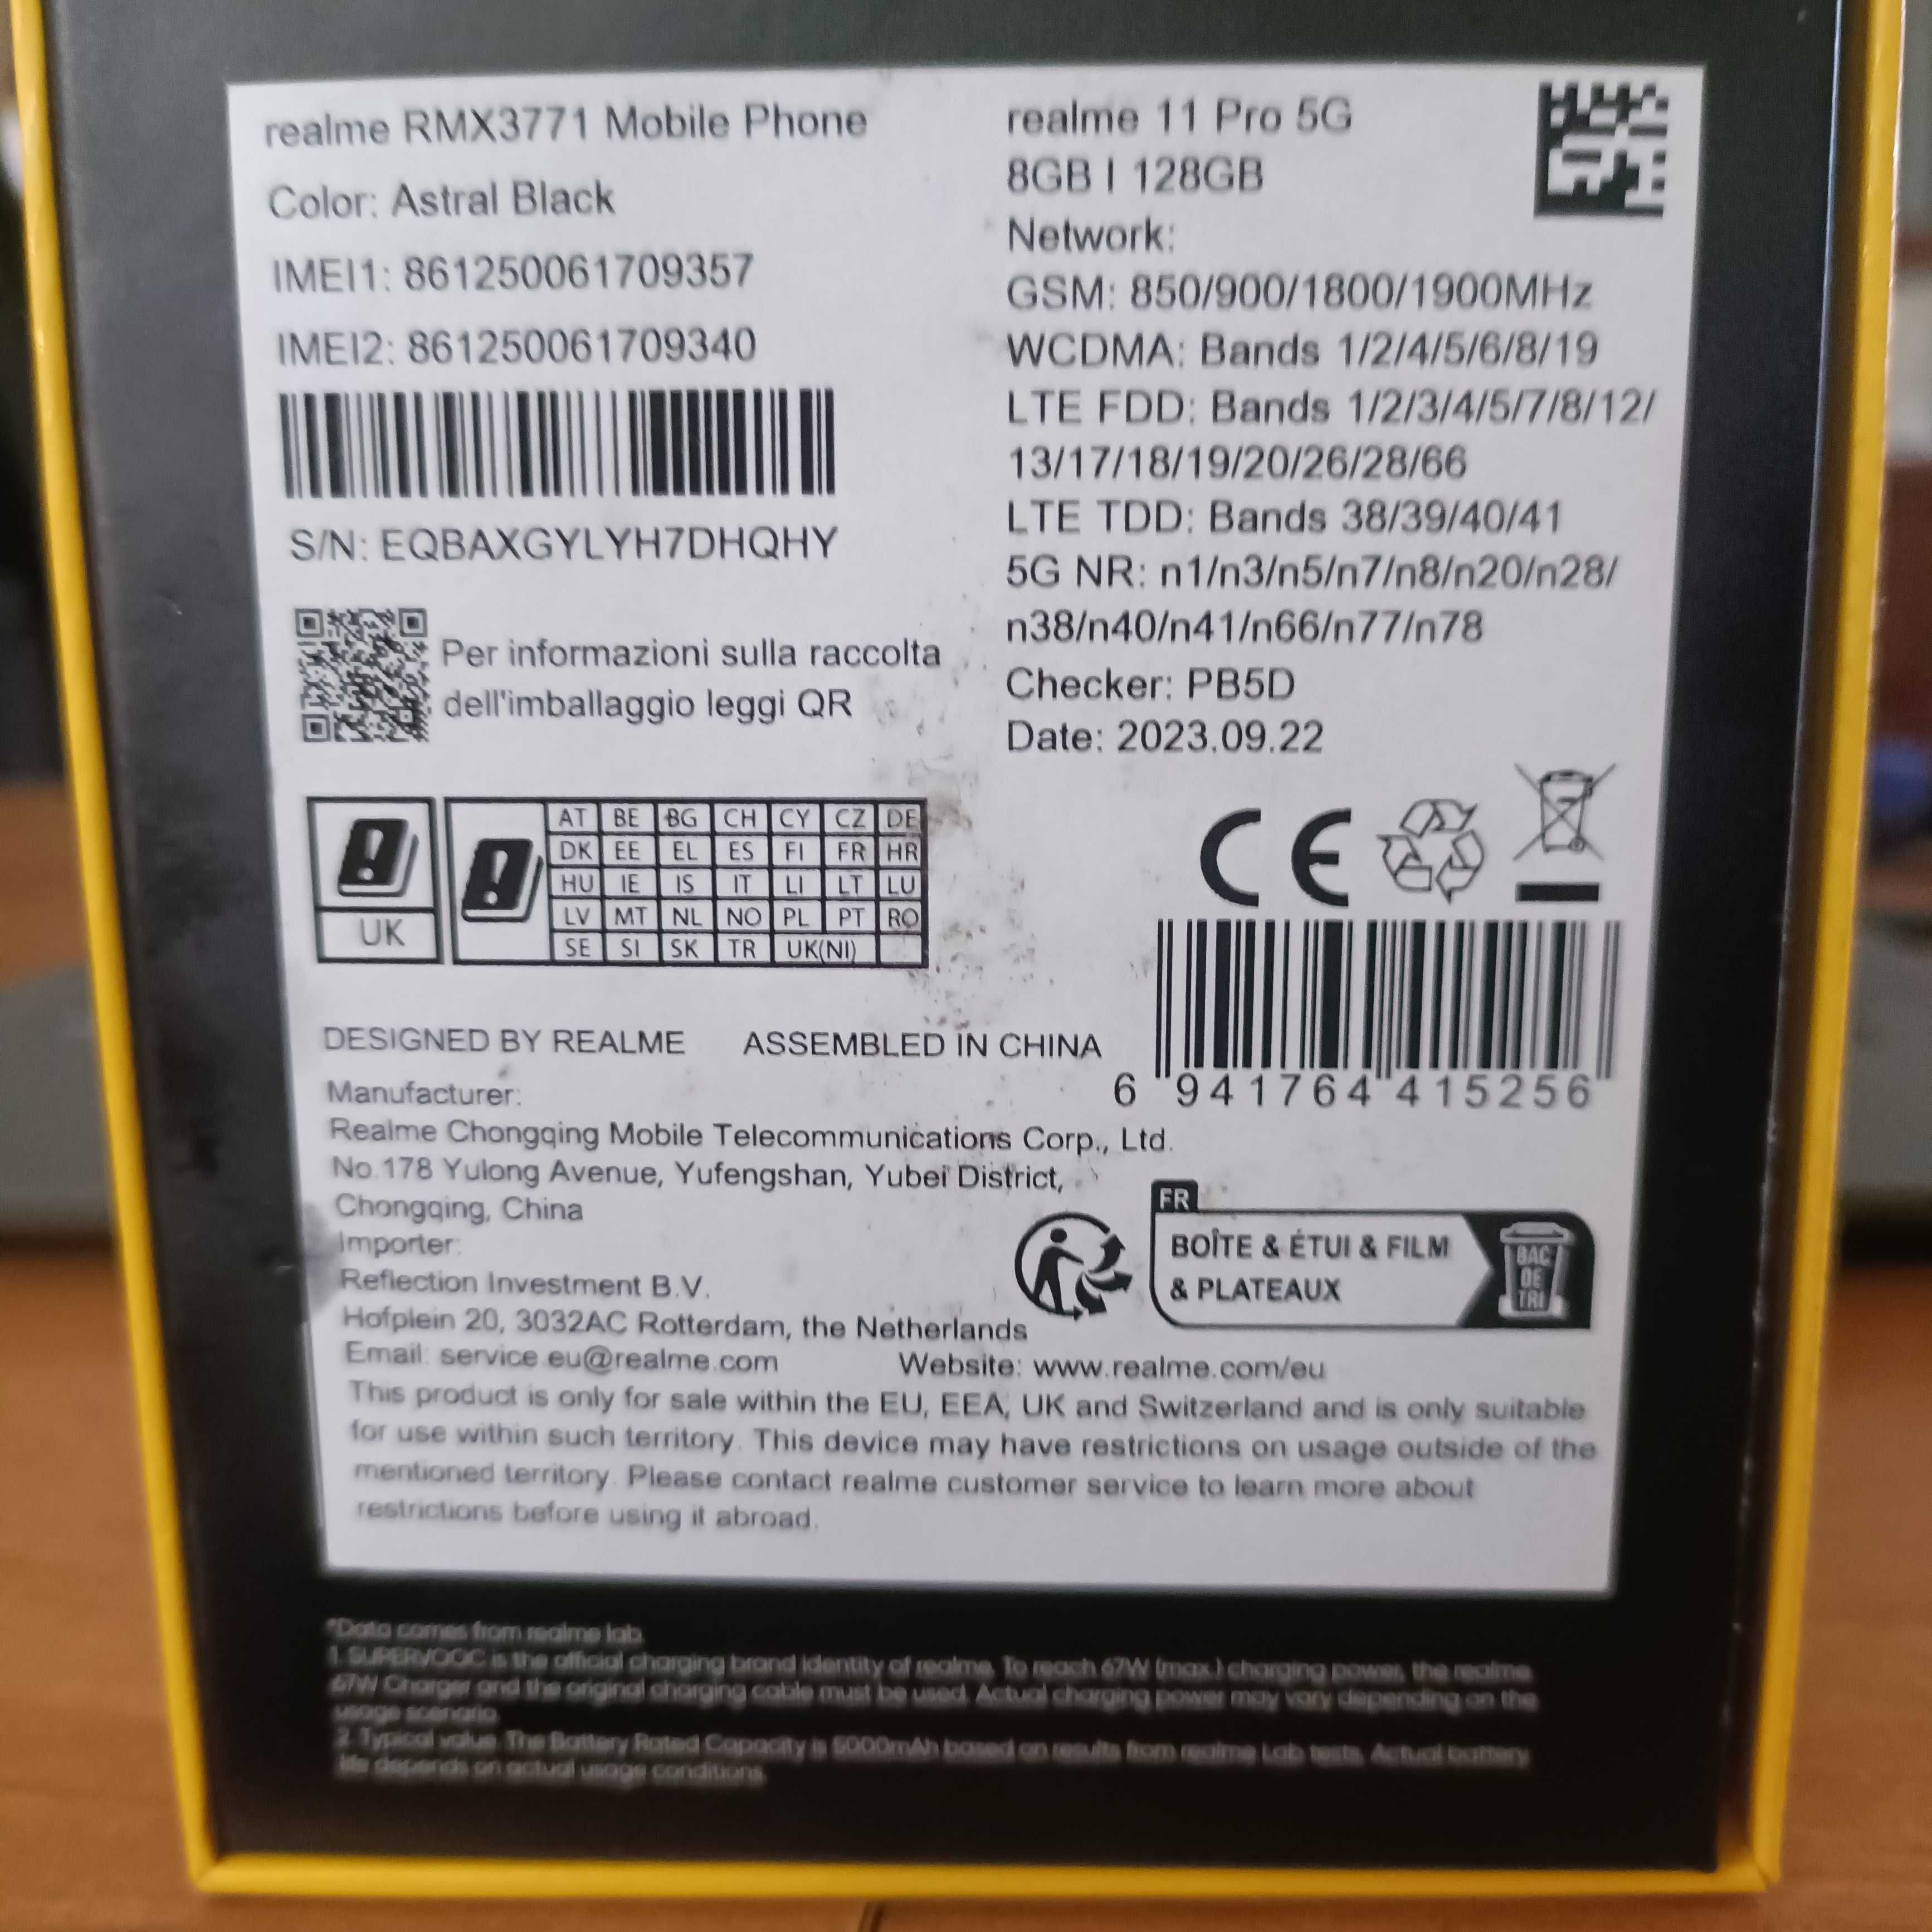 realme RMX3771 Mobile Phone
Color: Astral Black
IMEI1: 861250061709357
IMEI2: 861250061709340
S/N: EQBAXGYLYH7DHQHY
Per informazioni sulla raccolta
dell'imballaggio leggi QR
realme 11 Pro 5G
8GB | 128GB
Network:
GSM: 850/900/1800/1900MHz
WCDMA: Bands 1/2/4/5/6/8/19
LTE FDD: Bands 1/2/3/4/5/7/8/12/
13/17/18/19/20/26/28/66
LTE TDD: Bands 38/39/40/41
5G NR: n1/n3/n5/n7/n8/n20/n28/
n38/n40/n41/n66/n77/n78
Checker: PB5D
Date: 2023.09.22
UK
AT BE BG CH CY CZ DE
DK EE EL ES FI FR HR
HU IE IS IT LI LT LU
LV MT NL NO PL PT RO
SE SI SK TR UK(NI)
CE
6 941764 415256
DESIGNED BY REALME ASSEMBLED IN CHINA
Manufacturer:
Realme Chongqing Mobile Telecommunications Corp., Ltd.
No.178 Yulong Avenue, Yufengshan, Yubei District,
Chongqing, China
Importer:
Reflection Investment B.V.
Hofplein 20, 3032AC Rotterdam, the Netherlands
Email: service.eu@realme.com Website: www.realme.com/eu
FR
BOÎTE & ÉTUI & FILM
& PLATEAUX
BAC
DE
TRI
This product is only for sale within the EU, EEA, UK and Switzerland and is only suitable
for use within such territory. This device may have restrictions on usage outside of the
mentioned territory. Please contact realme customer service to learn more about
restrictions before using it abroad.
*Data comes from realme lab.
1. SUPERVOOC is the official charging brand identity of realme. To reach 67W (max.) charging power, the realme
67W Charger and the original charging cable must be used. Actual charging power may vary depending on the
usage scenario.
2. Typical value. The Battery Rated Capacity is 5000mAh based on results from realme Lab tests. Actual battery
life depends on actual usage conditions.